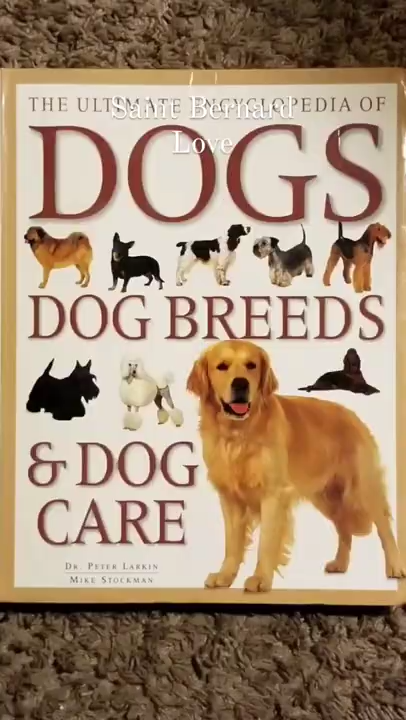 THE ULTIMATE ENCYCLOPEDIA OF
Saint Bernard
Love
DOGS
DOG BREEDS
& DOG
CARE
DR. PETER LARKIN
MIKE STOCKMAN